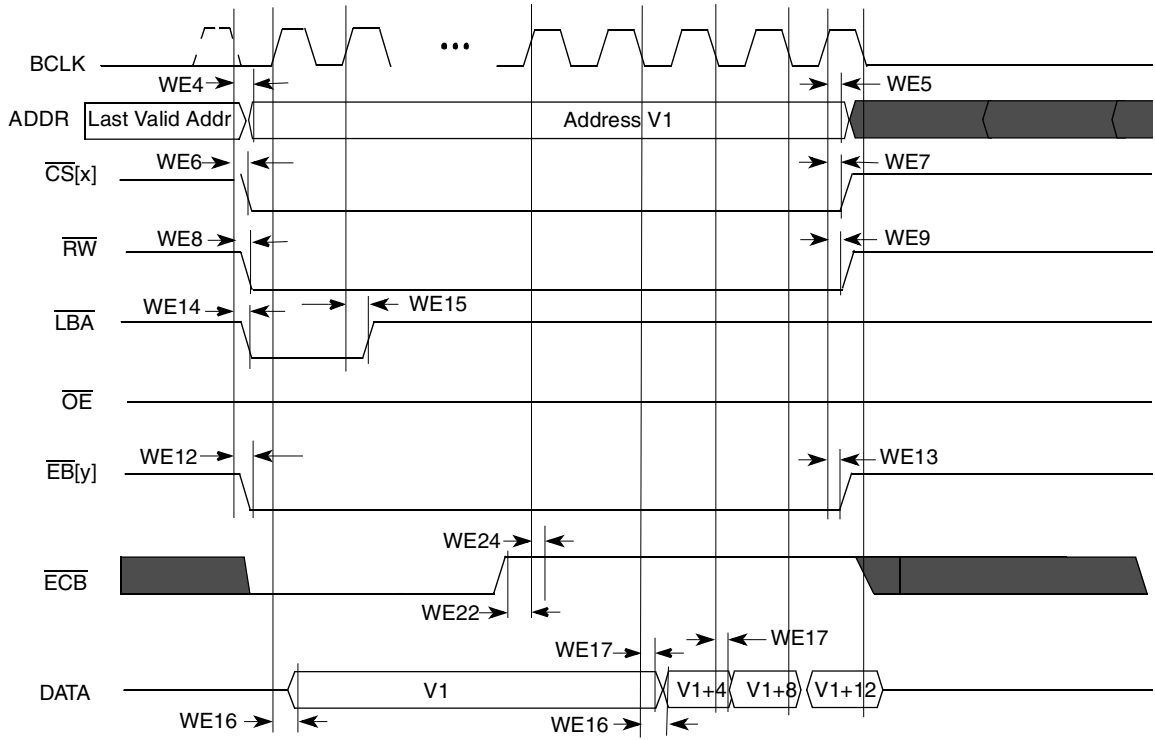 BCLK
WE4
WE5
ADDR
Last Valid Addr
Address V1
CS[x]
WE6
WE7
RW
WE8
WE9
LBA
WE14
WE15
OE
EB[y]
WE12
WE13
ECB
WE24
WE22
WE17
WE17
DATA
V1
V1+4
V1+8
V1+12
WE16
WE16